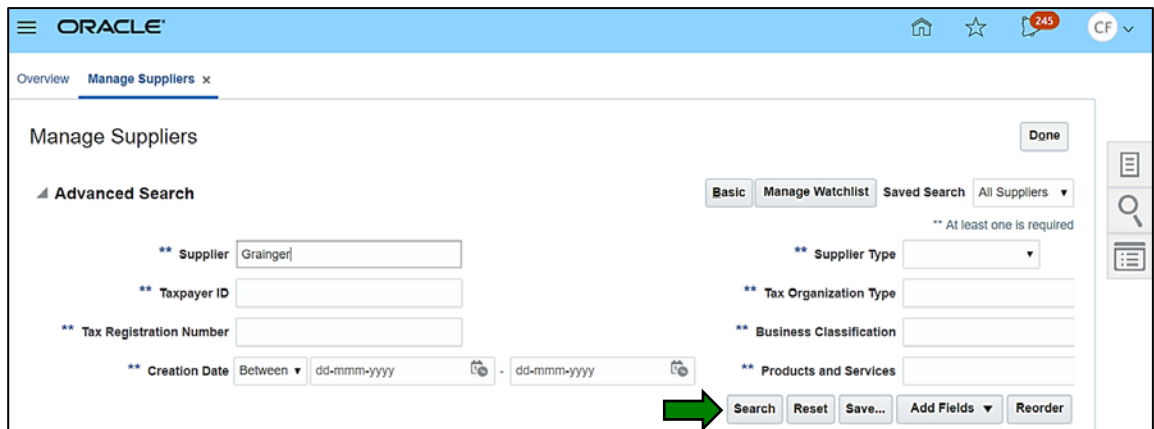 ORACLE
245
CF
Overview Manage Suppliers x
Manage Suppliers
Done
Advanced Search
Basic Manage Watchlist Saved Search All Suppliers
** At least one is required
** Supplier Grainger
** Supplier Type
** Taxpayer ID
** Tax Organization Type
** Tax Registration Number
** Business Classification
** Creation Date Between dd-mmm-yyyy - dd-mmm-yyyy
** Products and Services
Search Reset Save... Add Fields Reorder